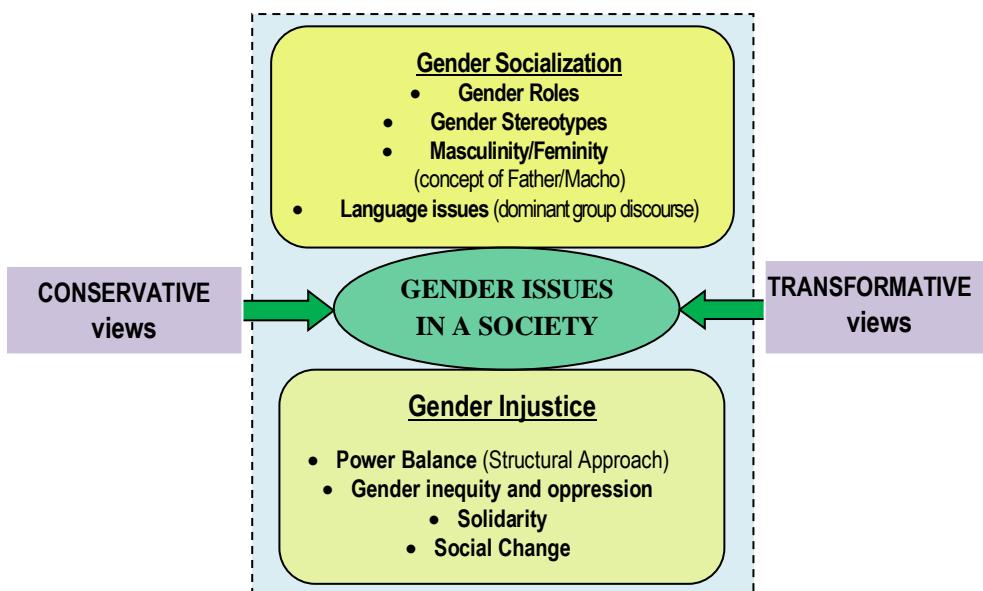 Gender Socialization
• Gender Roles
• Gender Stereotypes
• Masculinity/Feminity
(concept of Father/Macho)
• Language issues (dominant group discourse)
CONSERVATIVE
views
GENDER ISSUES
IN A SOCIETY
TRANSFORMATIVE
views
Gender Injustice
• Power Balance (Structural Approach)
• Gender inequity and oppression
• Solidarity
• Social Change